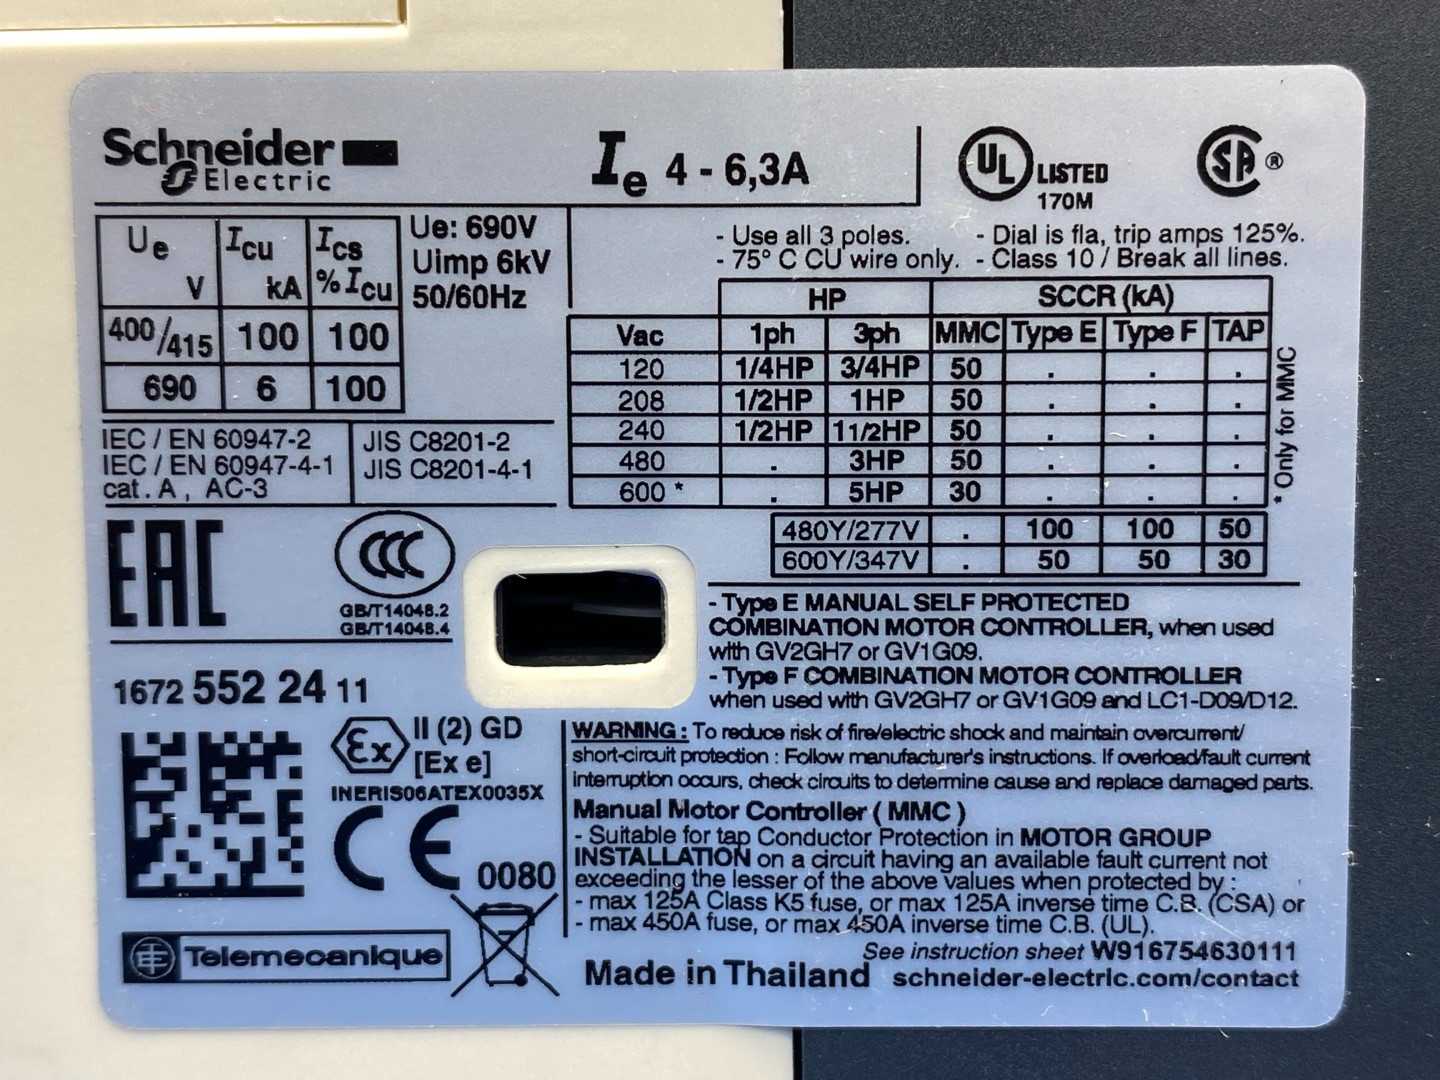 Schneider
Electric
Ie 4 - 6,3A
UL LISTED
170M
SA ®
Ue V Icu kA Ics %Icu
400/415 100 100
690 6 100
Ue: 690V
Uimp 6kV
50/60Hz
- Use all 3 poles. - Dial is fla, trip amps 125%.
- 75° C CU wire only. - Class 10 / Break all lines.
HP SCCR (kA)
Vac 1ph 3ph MMC Type E Type F TAP
120 1/4HP 3/4HP 50 . . .
208 1/2HP 1HP 50 . . .
240 1/2HP 11/2HP 50 . . .
480 . 3HP 50 . . .
600 * . 5HP 30 . . .
* Only for MMC
480Y/277V . 100 100 50
600Y/347V . 50 50 30
IEC / EN 60947-2
IEC / EN 60947-4-1
cat. A , AC-3
JIS C8201-2
JIS C8201-4-1
EAC
CCC
GB/T14048.2
GB/T14048.4
- Type E MANUAL SELF PROTECTED
COMBINATION MOTOR CONTROLLER, when used
with GV2GH7 or GV1G09.
- Type F COMBINATION MOTOR CONTROLLER
when used with GV2GH7 or GV1G09 and LC1-D09/D12.
1672 552 24 11
Ex II (2) GD
[Ex e]
INERIS06ATEX0035X
CE 0080
WARNING : To reduce risk of fire/electric shock and maintain overcurrent/
short-circuit protection : Follow manufacturer's instructions. If overload/fault current
interruption occurs, check circuits to determine cause and replace damaged parts.
Manual Motor Controller ( MMC )
- Suitable for tap Conductor Protection in MOTOR GROUP
INSTALLATION on a circuit having an available fault current not
exceeding the lesser of the above values when protected by :
- max 125A Class K5 fuse, or max 125A inverse time C.B. (CSA) or
- max 450A fuse, or max 450A inverse time C.B. (UL).
See instruction sheet W916754630111
Telemecanique
Made in Thailand schneider-electric.com/contact